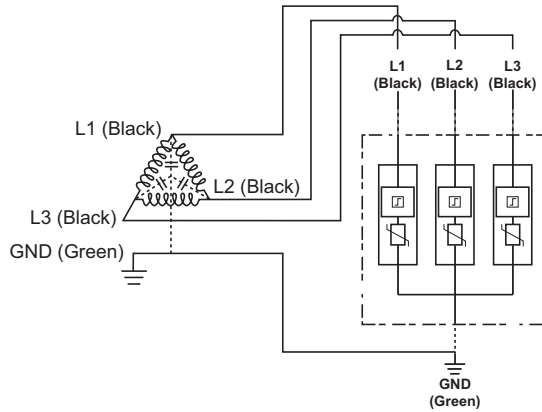 L1
(Black)
L2
(Black)
L3
(Black)
L1 (Black)
L2 (Black)
L3 (Black)
GND (Green)
GND
(Green)